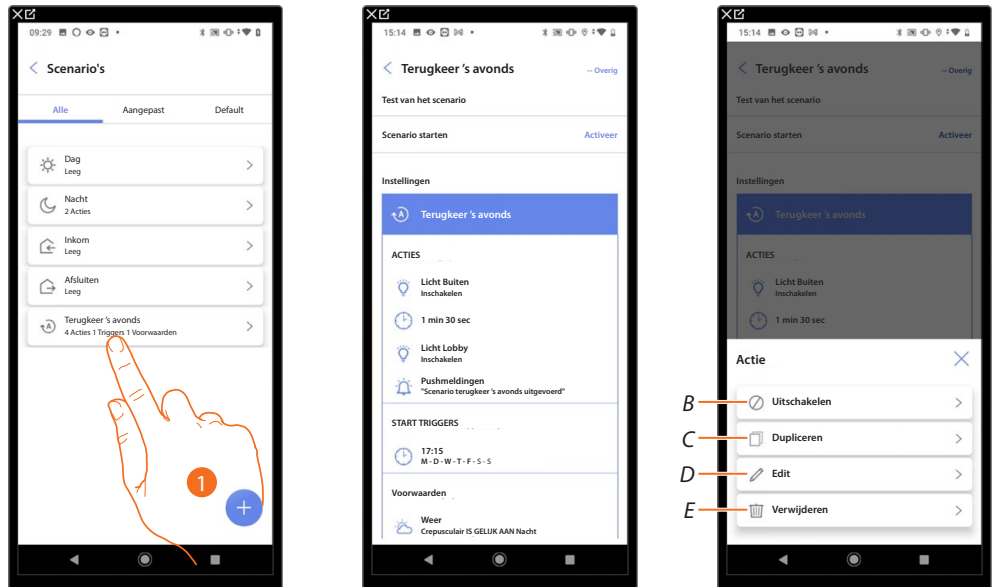 09:29
Scenario's
Alle Aangepast Default
Dag
Leeg
Nacht
2 Acties
Inkom
Leeg
Afsluiten
Leeg
A
Terugkeer 's avonds
4 Acties 1 Triggers 1 Voorwaarden
1
+
15:14
Terugkeer 's avonds
-- Overig
Test van het scenario
Scenario starten Activeer
Instellingen
A Terugkeer 's avonds
ACTIES
Licht Buiten
Inschakelen
1 min 30 sec
Licht Lobby
Inschakelen
Pushmeldingen
"Scenario terugkeer 's avonds uitgevoerd"
START TRIGGERS
17:15
M - D - W - T - F - S - S
Voorwaarden
Weer
Crepusculair IS GELIJK AAN Nacht
15:14
Terugkeer 's avonds
-- Overig
Test van het scenario
Scenario starten Activeer
Instellingen
A Terugkeer 's avonds
ACTIES
Licht Buiten
Inschakelen
1 min 30 sec
Actie
B Uitschakelen
C Dupliceren
D Edit
E Verwijderen